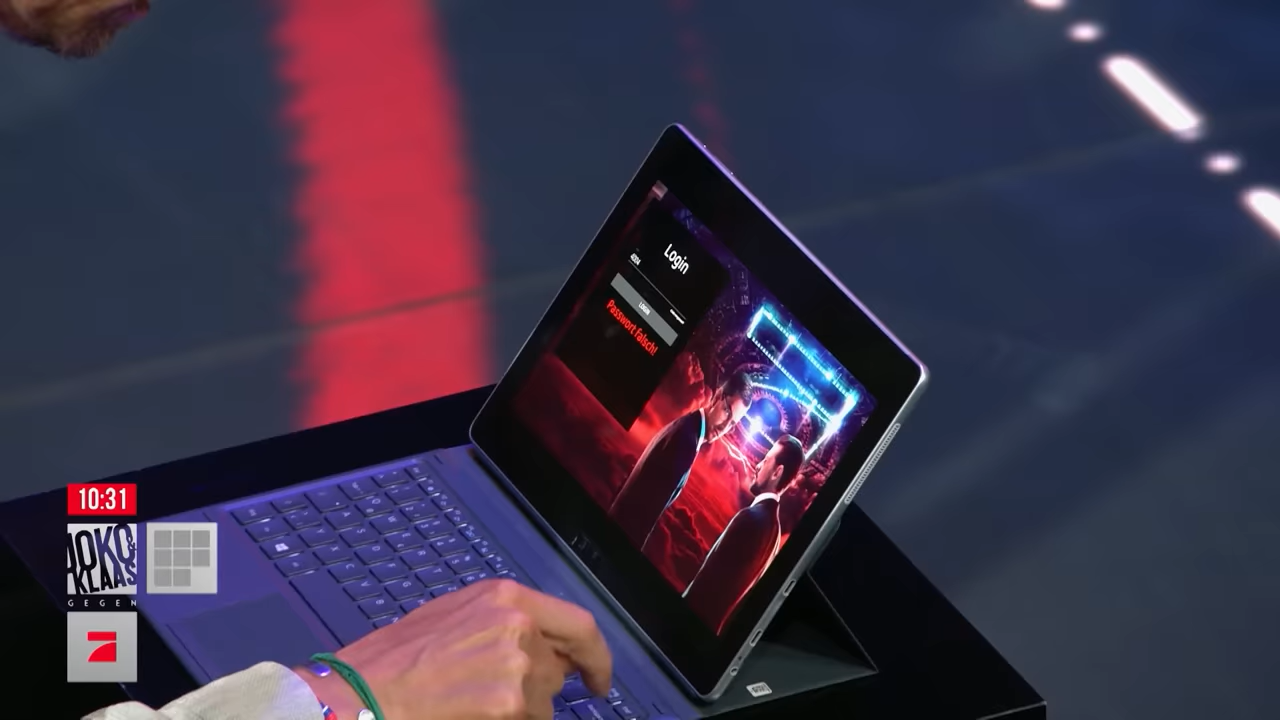 Login
4004
LOGIN
Passwort falsch!
10:31
JOKO &
KLAAS
GEGEN